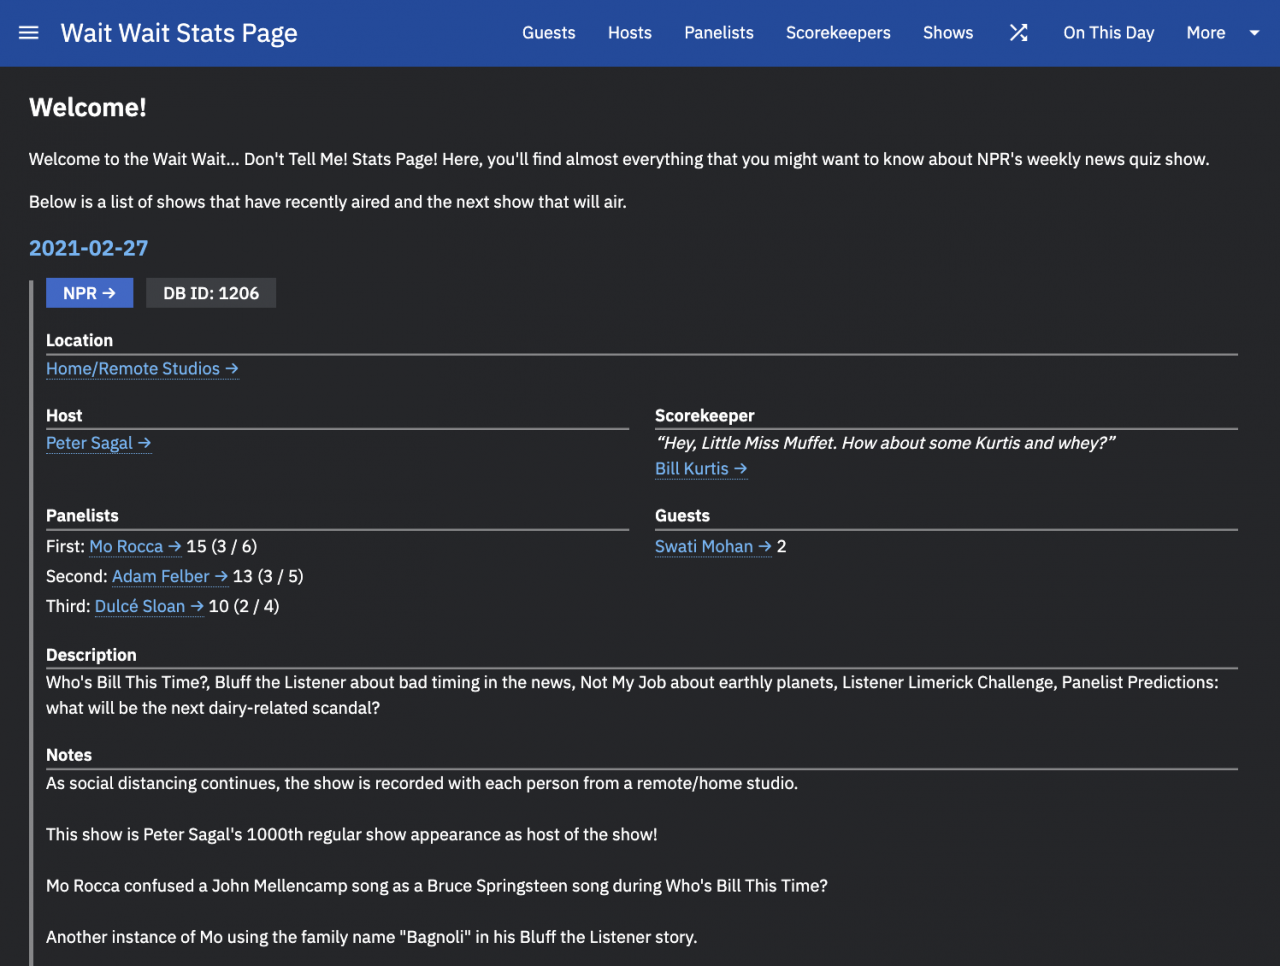 Wait Wait Stats Page
Guests Hosts Panelists Scorekeepers Shows On This Day More
Welcome!
Welcome to the Wait Wait... Don't Tell Me! Stats Page! Here, you'll find almost everything that you might want to know about NPR's weekly news quiz show.
Below is a list of shows that have recently aired and the next show that will air.
2021-02-27
NPR → DB ID: 1206
Location
Home/Remote Studios →
Host
Peter Sagal →
Scorekeeper
“Hey, Little Miss Muffet. How about some Kurtis and whey?”
Bill Kurtis →
Panelists
First: Mo Rocca → 15 (3 / 6)
Second: Adam Felber → 13 (3 / 5)
Third: Dulcé Sloan → 10 (2 / 4)
Guests
Swati Mohan → 2
Description
Who's Bill This Time?, Bluff the Listener about bad timing in the news, Not My Job about earthly planets, Listener Limerick Challenge, Panelist Predictions:
what will be the next dairy-related scandal?
Notes
As social distancing continues, the show is recorded with each person from a remote/home studio.
This show is Peter Sagal's 1000th regular show appearance as host of the show!
Mo Rocca confused a John Mellencamp song as a Bruce Springsteen song during Who's Bill This Time?
Another instance of Mo using the family name "Bagnoli" in his Bluff the Listener story.